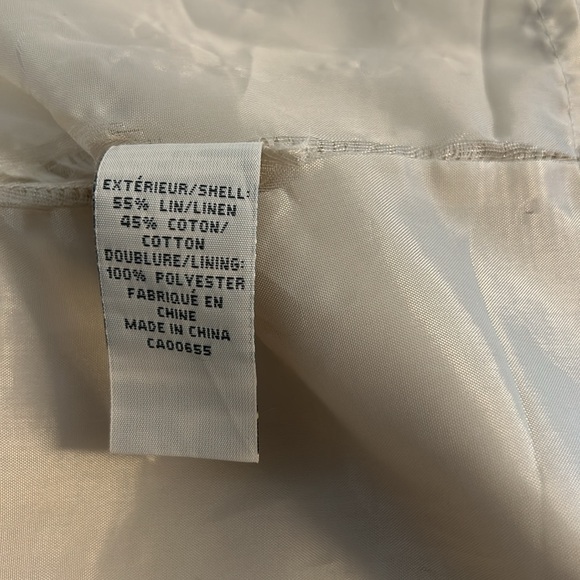 EXTÉRIEUR/SHELL:
55% LIN/LINEN
45% COTON/
COTTON
DOUBLURE/LINING:
100% POLYESTER
FABRIQUÉ EN
CHINE
MADE IN CHINA
CA00655